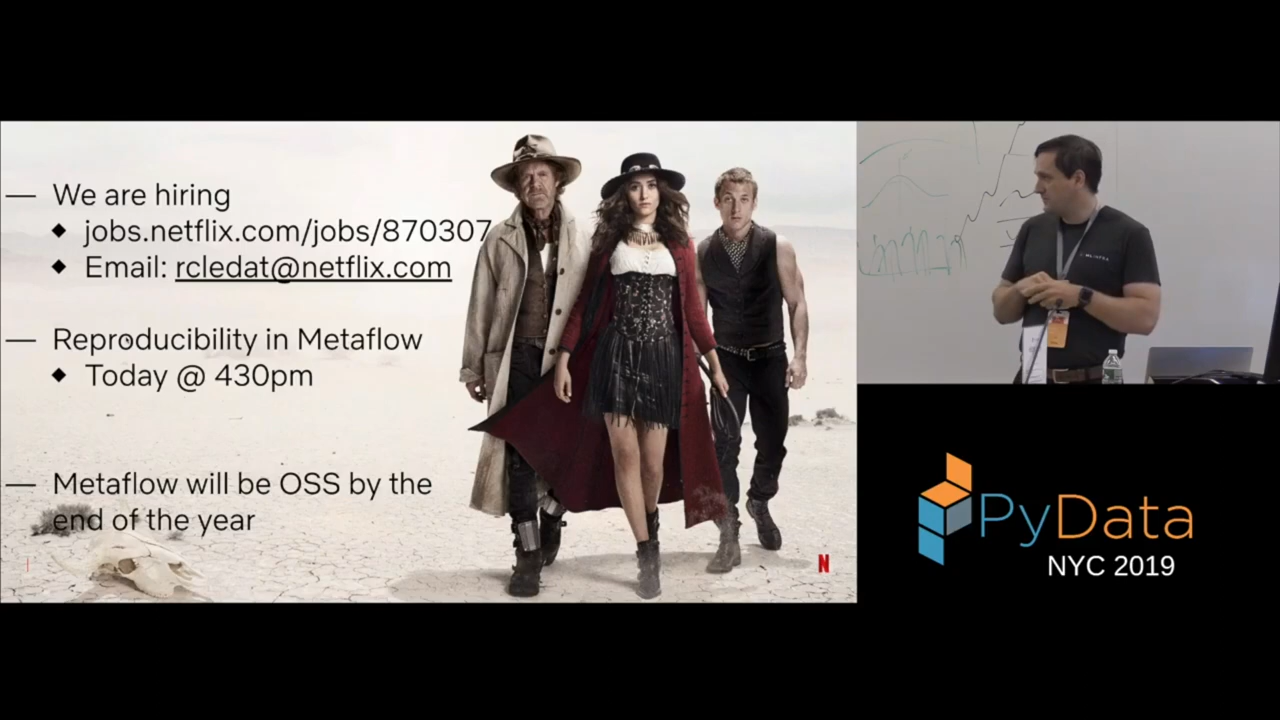 — We are hiring
◆ jobs.netflix.com/jobs/870307
◆ Email: rcledat@netflix.com
— Reproducibility in Metaflow
◆ Today @ 430pm
— Metaflow will be OSS by the
end of the year
N
PyData
NYC 2019